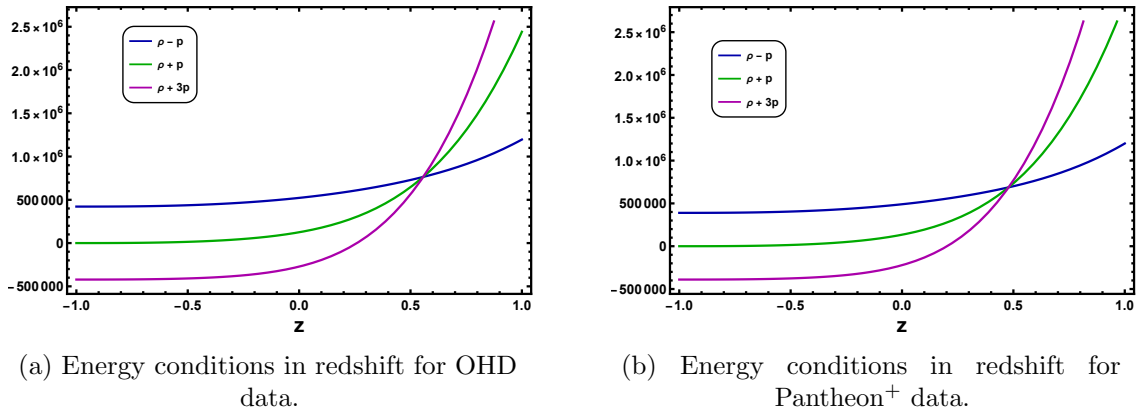 2.5×10⁶
2.0×10⁶
1.5×10⁶
1.0×10⁶
500 000
0
−500 000
ρ − p
ρ + p
ρ + 3p
−1.0 −0.5 0.0 0.5 1.0
z
(a) Energy conditions in redshift for OHD
data.
2.5×10⁶
2.0×10⁶
1.5×10⁶
1.0×10⁶
500 000
0
−500 000
ρ − p
ρ + p
ρ + 3p
−1.0 −0.5 0.0 0.5 1.0
z
(b) Energy conditions in redshift for
Pantheon⁺ data.